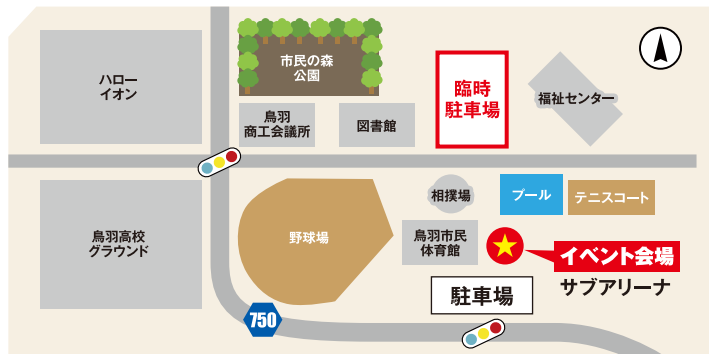 ハロー
イオン
市民の森
公園
鳥羽
商工会議所
図書館
臨時
駐車場
福祉センター
鳥羽高校
グラウンド
野球場
相撲場
プール
テニスコート
鳥羽市民
体育館
イベント会場
サブアリーナ
駐車場
750